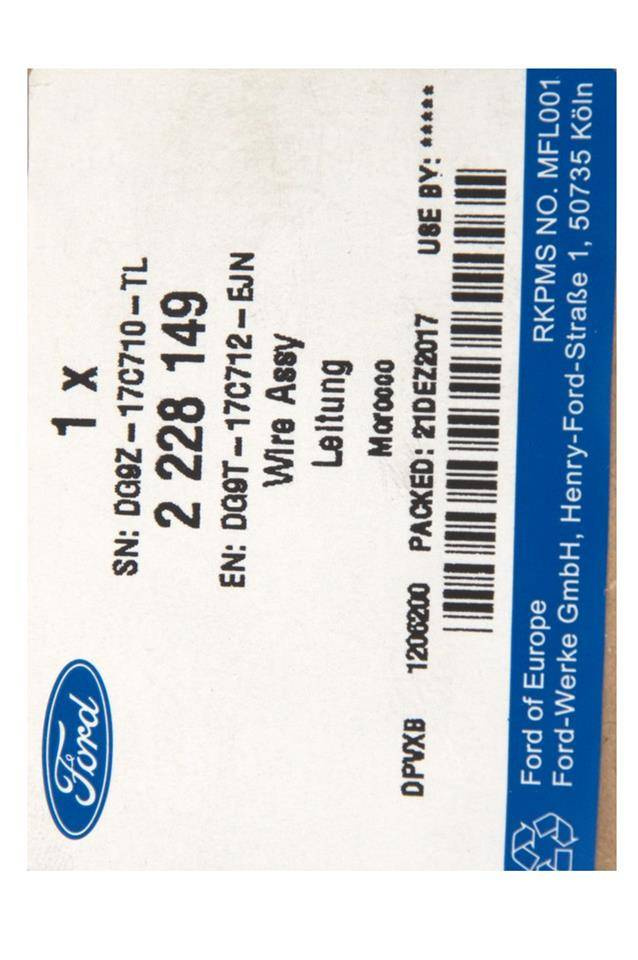 Ford
1 x
SN: DG9Z-17C710-TL
2 228 149
EN: DG9T-17C712-EJN
Wire Assy
Leitung
Morocco
DPVXB 1206200 PACKED: 21DEZ2017 USE BY: *****
RKPMS NO. MFL001
Ford of Europe
Ford-Werke GmbH, Henry-Ford-Straße 1, 50735 Köln